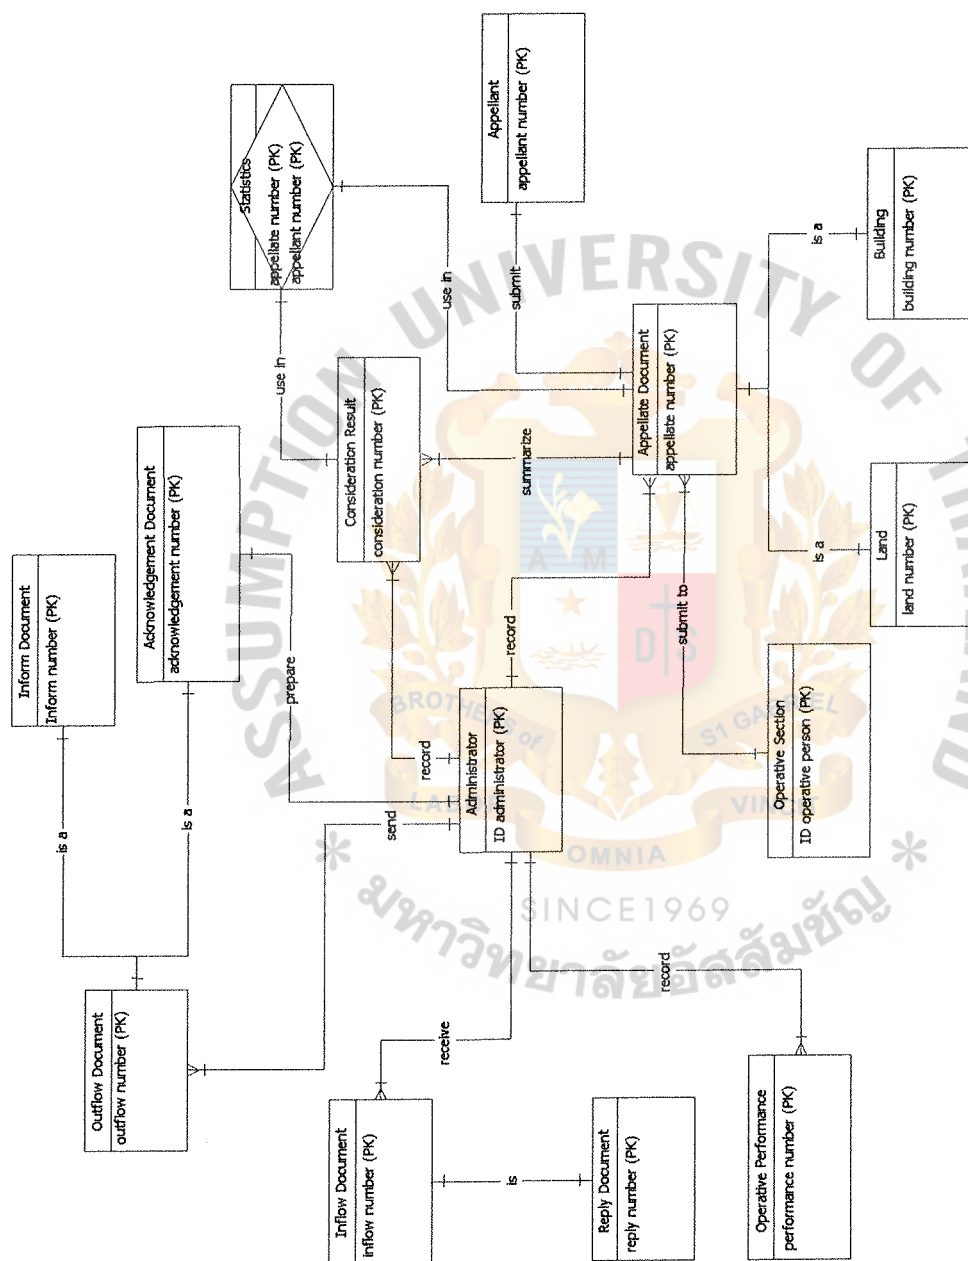 Inform Document
Inform number (PK)
Acknowledgement Document
acknowledgement number (PK)
Statistics
appellate number (PK)
appellant number (PK)
Appellant
appellant number (PK)
Outflow Document
outflow number (PK)
is a
is a
Consideration Result
consideration number (PK)
use in
use in
submit
summarize
prepare
send
record
record
Administrator
ID administrator (PK)
Appellate Document
appellate number (PK)
submit to
is a
is a
Building
building number (PK)
Land
land number (PK)
Operative Section
ID operative person (PK)
Inflow Document
inflow number (PK)
receive
record
is
Reply Document
reply number (PK)
Operative Performance
performance number (PK)
ASSUMPTION UNIVERSITY OF
A M
D S
BROTHERS of
ST GABRIEL
LABOR
OMNIA
VINCIT
SINCE1969
* มหาวิทยาลัยอัสสัมชัญ *